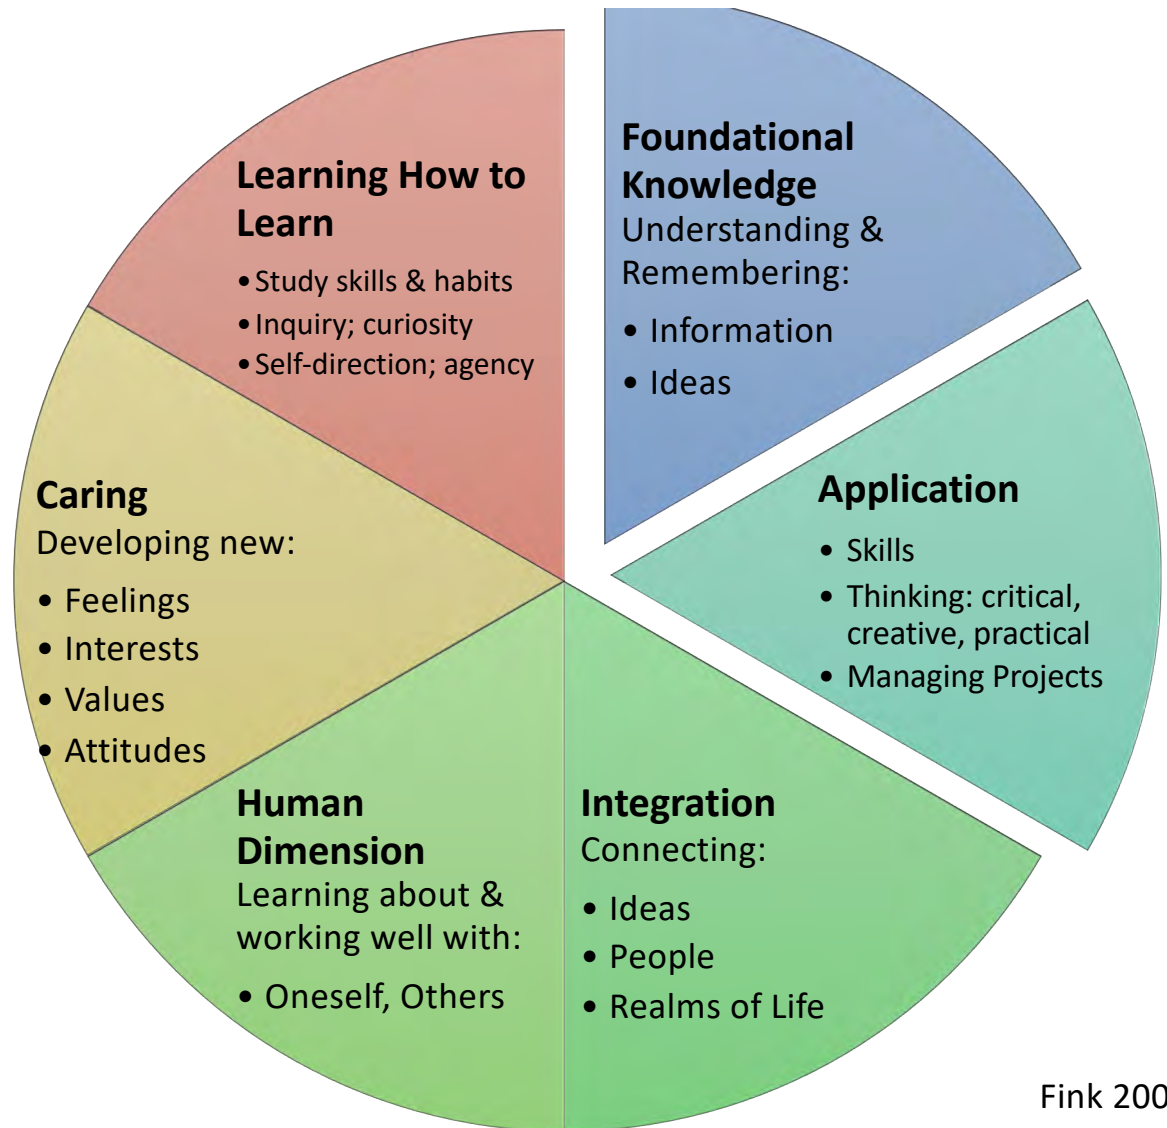 Foundational
Knowledge
Understanding &
Remembering:
• Information
• Ideas
Application
• Skills
• Thinking: critical,
creative, practical
• Managing Projects
Integration
Connecting:
• Ideas
• People
• Realms of Life
Human
Dimension
Learning about &
working well with:
• Oneself, Others
Caring
Developing new:
• Feelings
• Interests
• Values
• Attitudes
Learning How to
Learn
• Study skills & habits
• Inquiry; curiosity
• Self-direction; agency
Fink 200